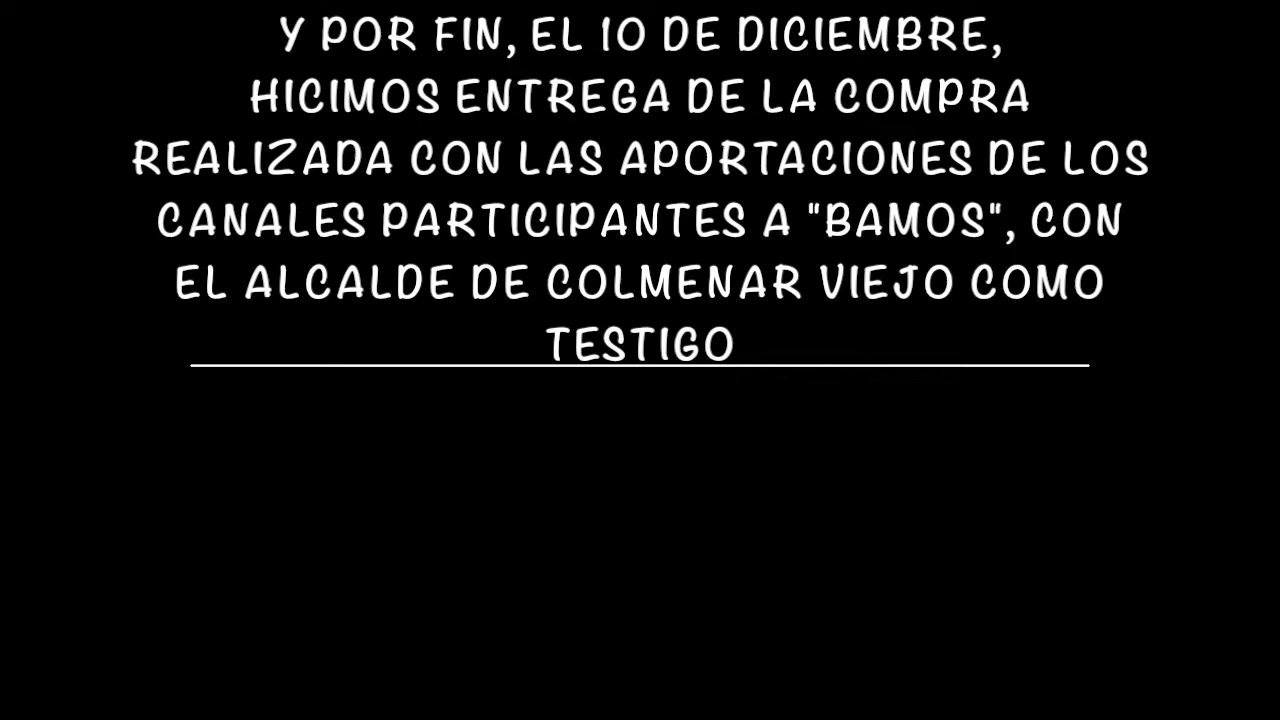 Y POR FIN, EL 10 DE DICIEMBRE,
HICIMOS ENTREGA DE LA COMPRA
REALIZADA CON LAS APORTACIONES DE LOS
CANALES PARTICIPANTES A "BAMOS", CON
EL ALCALDE DE COLMENAR VIEJO COMO
TESTIGO